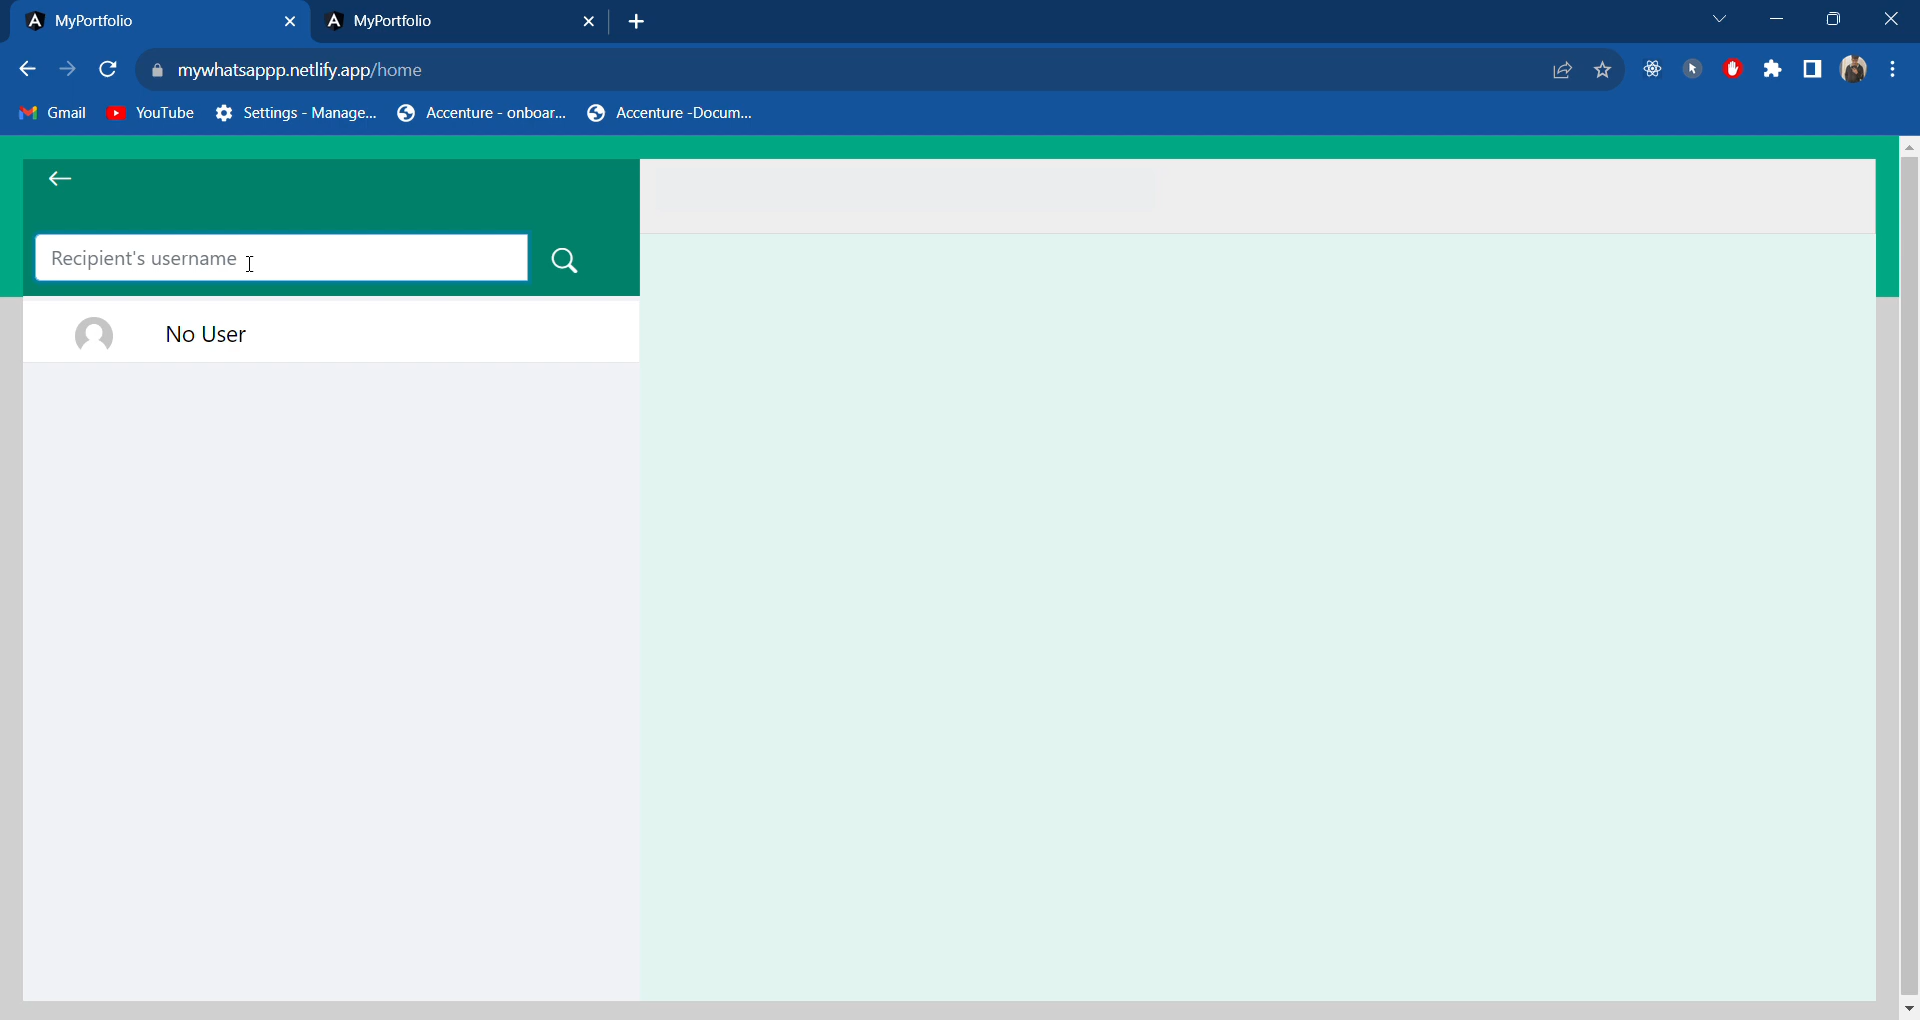 MyPortfolio
MyPortfolio
mywhatsappp.netlify.app/home
Gmail
YouTube
Settings - Manage...
Accenture - onboar...
Accenture -Docum...
Recipient's username
No User